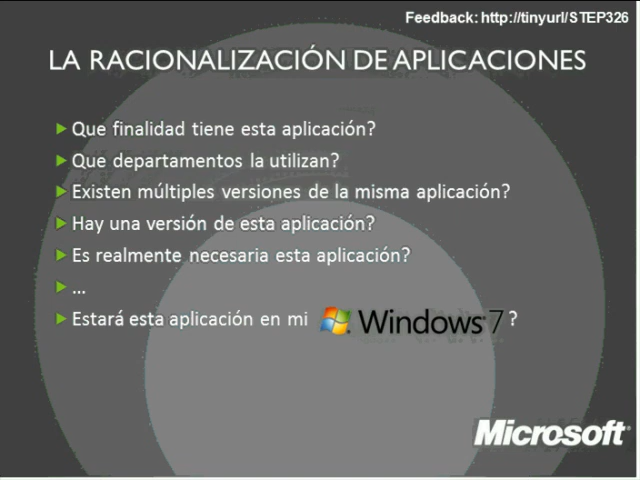 Feedback: http://tinyurl/STEP326
LA RACIONALIZACIÓN DE APLICACIONES
Que finalidad tiene esta aplicación?
Que departamentos la utilizan?
Existen múltiples versiones de la misma aplicación?
Hay una versión de esta aplicación?
Es realmente necesaria esta aplicación?
...
Estará esta aplicación en mi Windows 7 ?
Microsoft